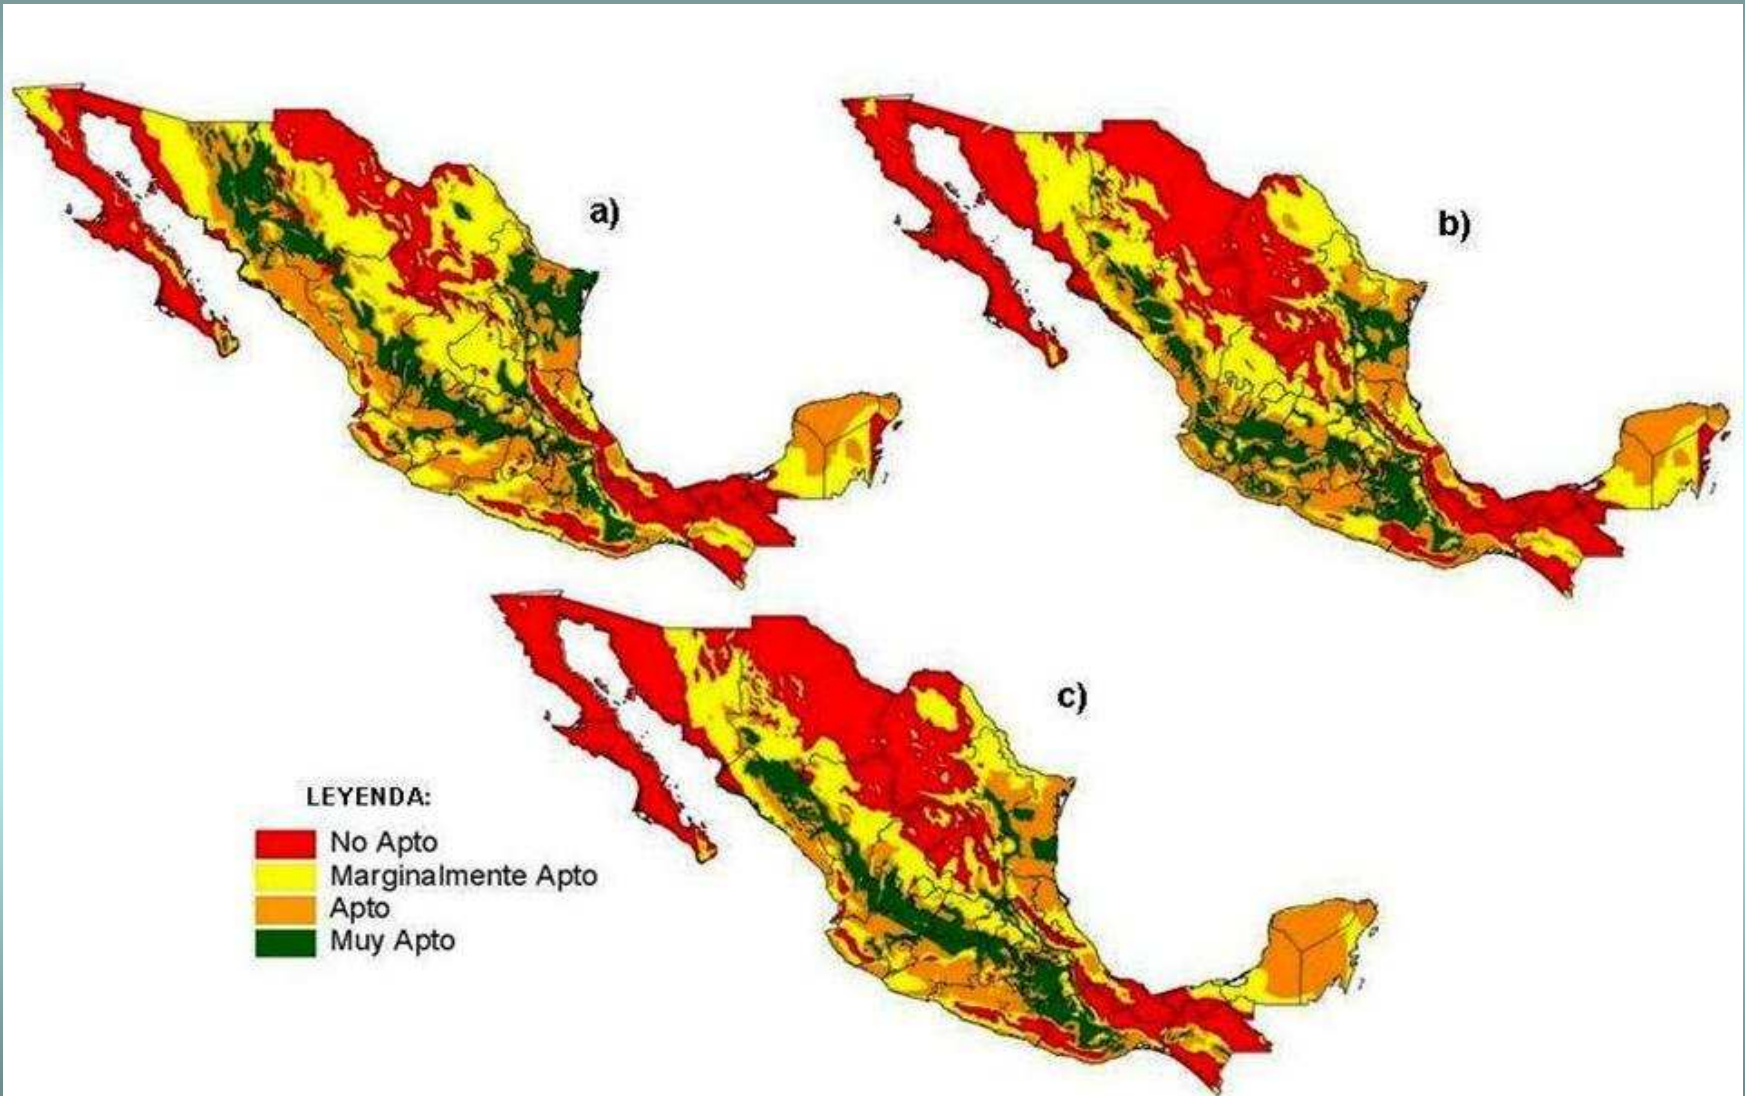 a)
b)
c)
LEYENDA:
No Apto
Marginalmente Apto
Apto
Muy Apto